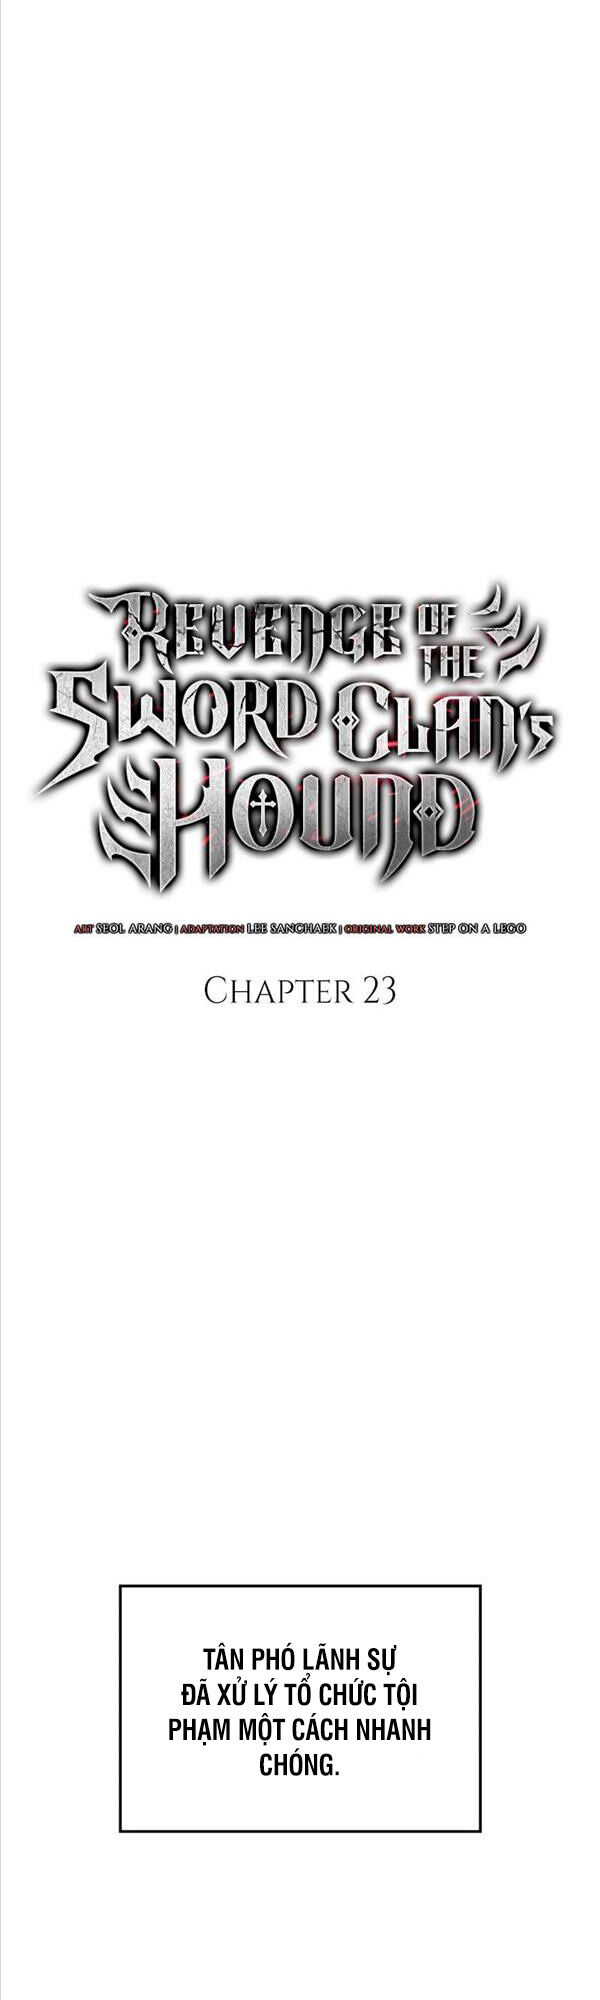 REVENGE OF
THE
SWORD CLAN'S
HOUND
ART SEOL ARANG | ADAPTATION LEE SANCHAEK | ORIGINAL WORK STEP ON A LEGO
CHAPTER 23
TÂN PHÓ LÃNH SỰ
ĐÃ XỬ LÝ TỔ CHỨC TỘI
PHẠM MỘT CÁCH NHANH
CHÓNG.